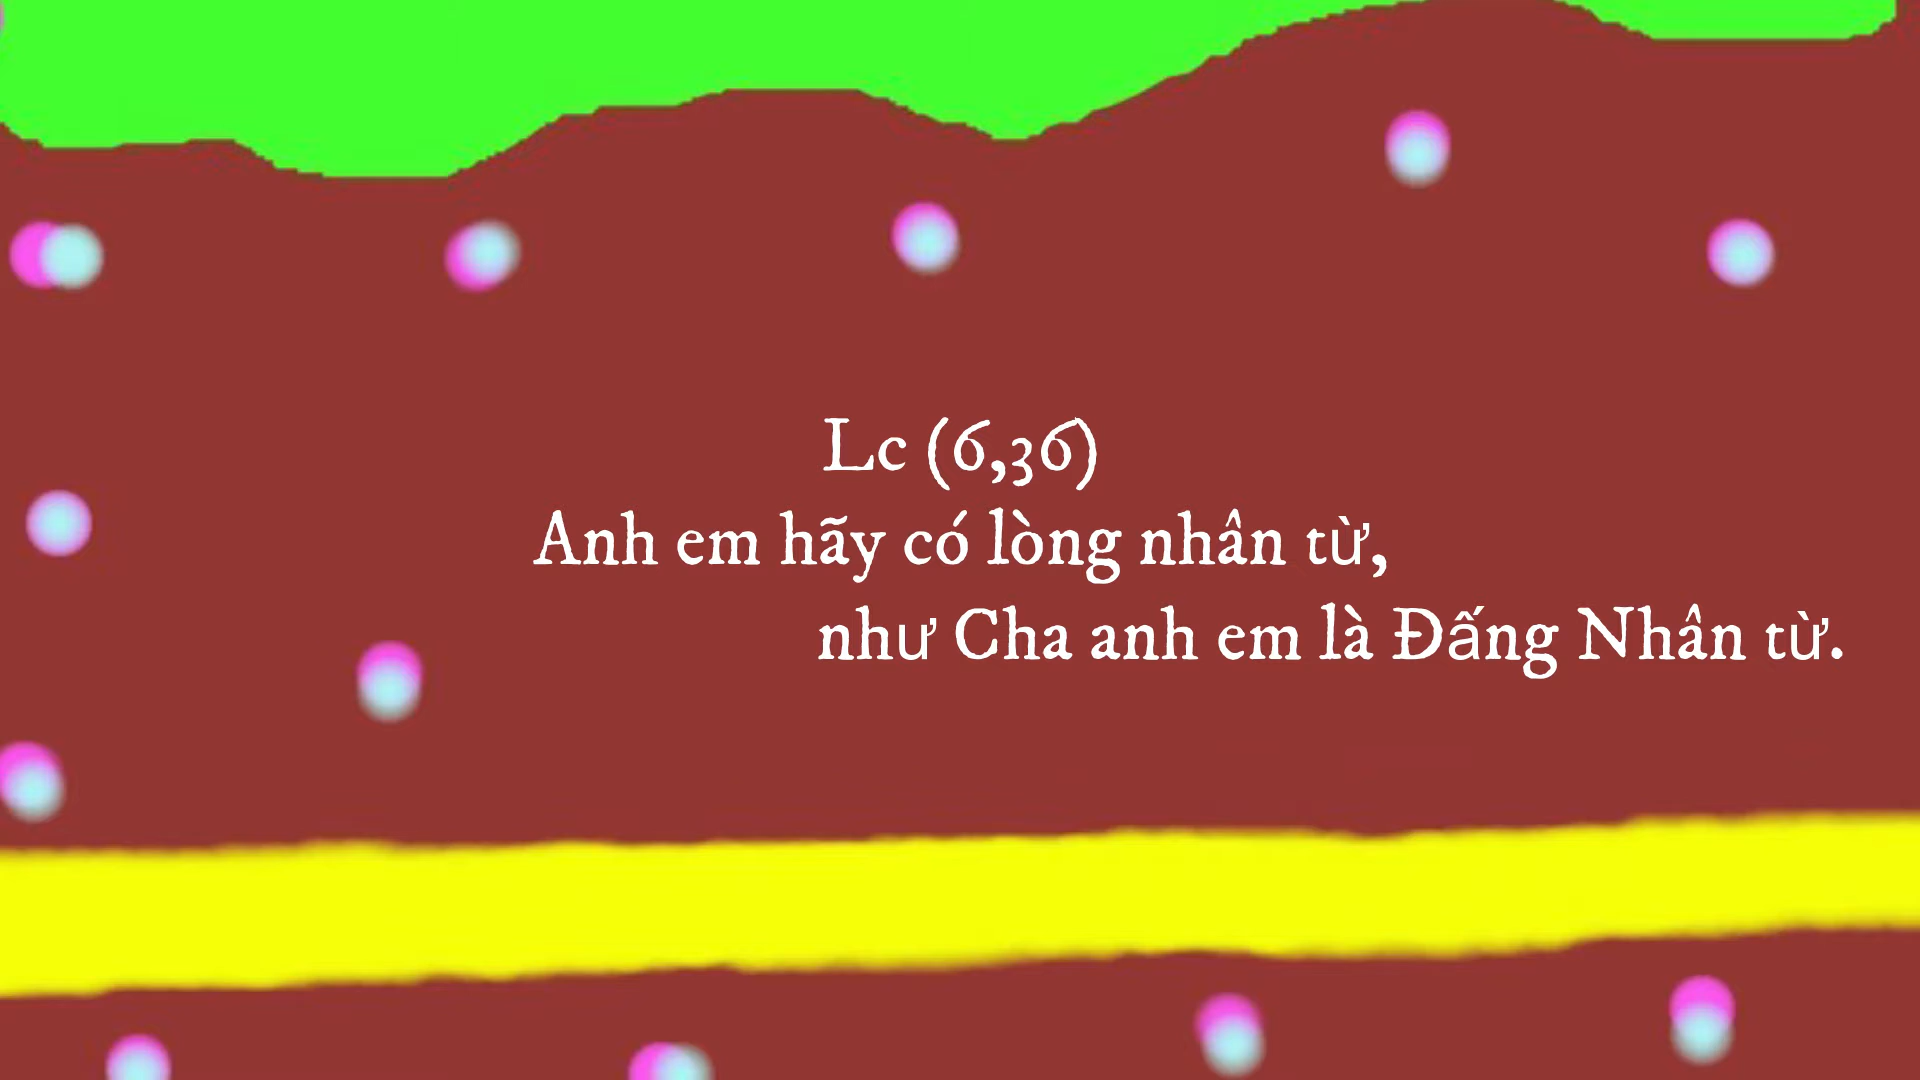 Lc (6,36)
Anh em hãy có lòng nhân từ,
như Cha anh em là Đấng Nhân từ.